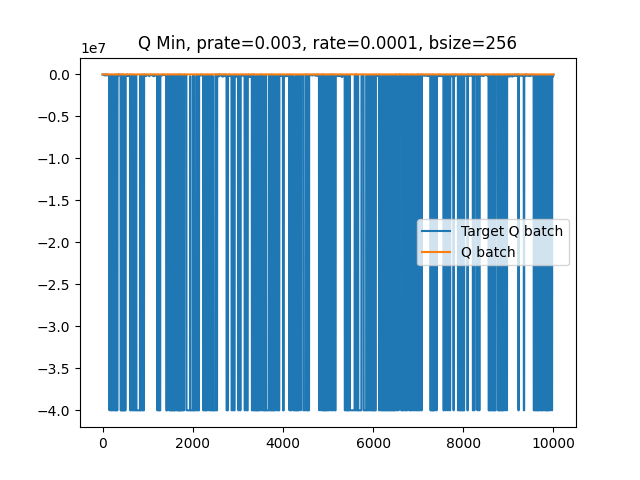 Q Min, prate=0.003, rate=0.0001, bsize=256
1e7
0.0
−0.5
−1.0
−1.5
−2.0
−2.5
−3.0
−3.5
−4.0
Target Q batch
Q batch
0 2000 4000 6000 8000 10000